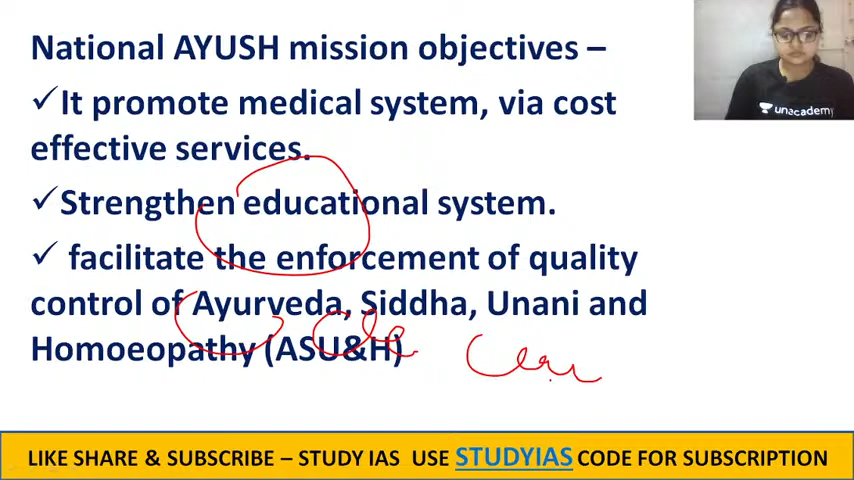 National AYUSH mission objectives –
✓It promote medical system, via cost
effective services.
✓Strengthen educational system.
✓ facilitate the enforcement of quality
control of Ayurveda, Siddha, Unani and
Homoeopathy (ASU&H)
unacademy
LIKE SHARE & SUBSCRIBE – STUDY IAS USE STUDYIAS CODE FOR SUBSCRIPTION